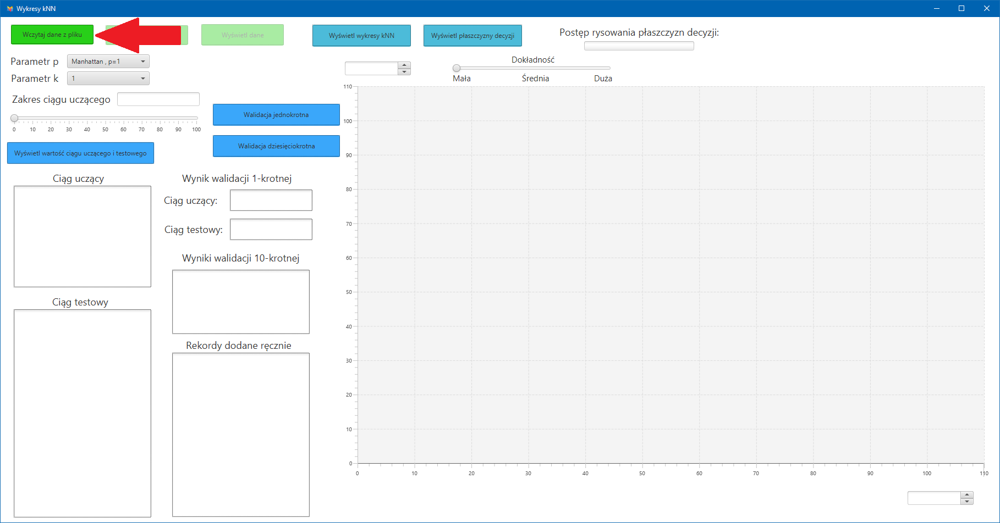 Wykresy kNN
Wczytaj dane z pliku
Wyświetl dane
Wyświetl wykresy kNN
Wyświetl płaszczyzny decyzji
Postęp rysowania płaszczyzn decyzji:
Parametr p
Manhattan , p=1
Parametr k
1
Dokładność
Mała
Średnia
Duża
Zakres ciągu uczącego
0 10 20 30 40 50 60 70 80 90 100
Walidacja jednokrotna
Walidacja dziesięciokrotna
Wyświetl wartość ciągu uczącego i testowego
Ciąg uczący
Wynik walidacji 1-krotnej
Ciąg uczący:
Ciąg testowy:
Wyniki walidacji 10-krotnej
Ciąg testowy
Rekordy dodane ręcznie
110
100
90
80
70
60
50
40
30
20
10
0
0 10 20 30 40 50 60 70 80 90 100 110